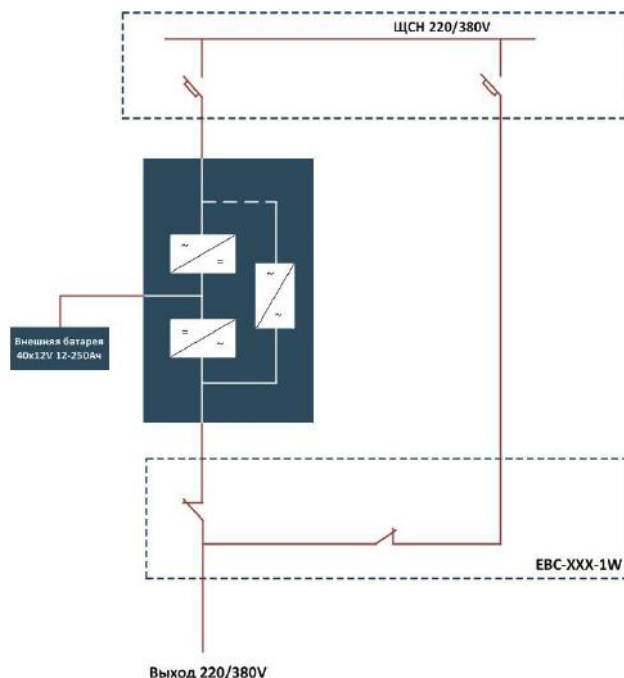 ЩСН 220/380V
~
=
~
~
=
~
Внешняя батарея
40x12V 12-250Ач
EBC-XXX-1W
Выход 220/380V